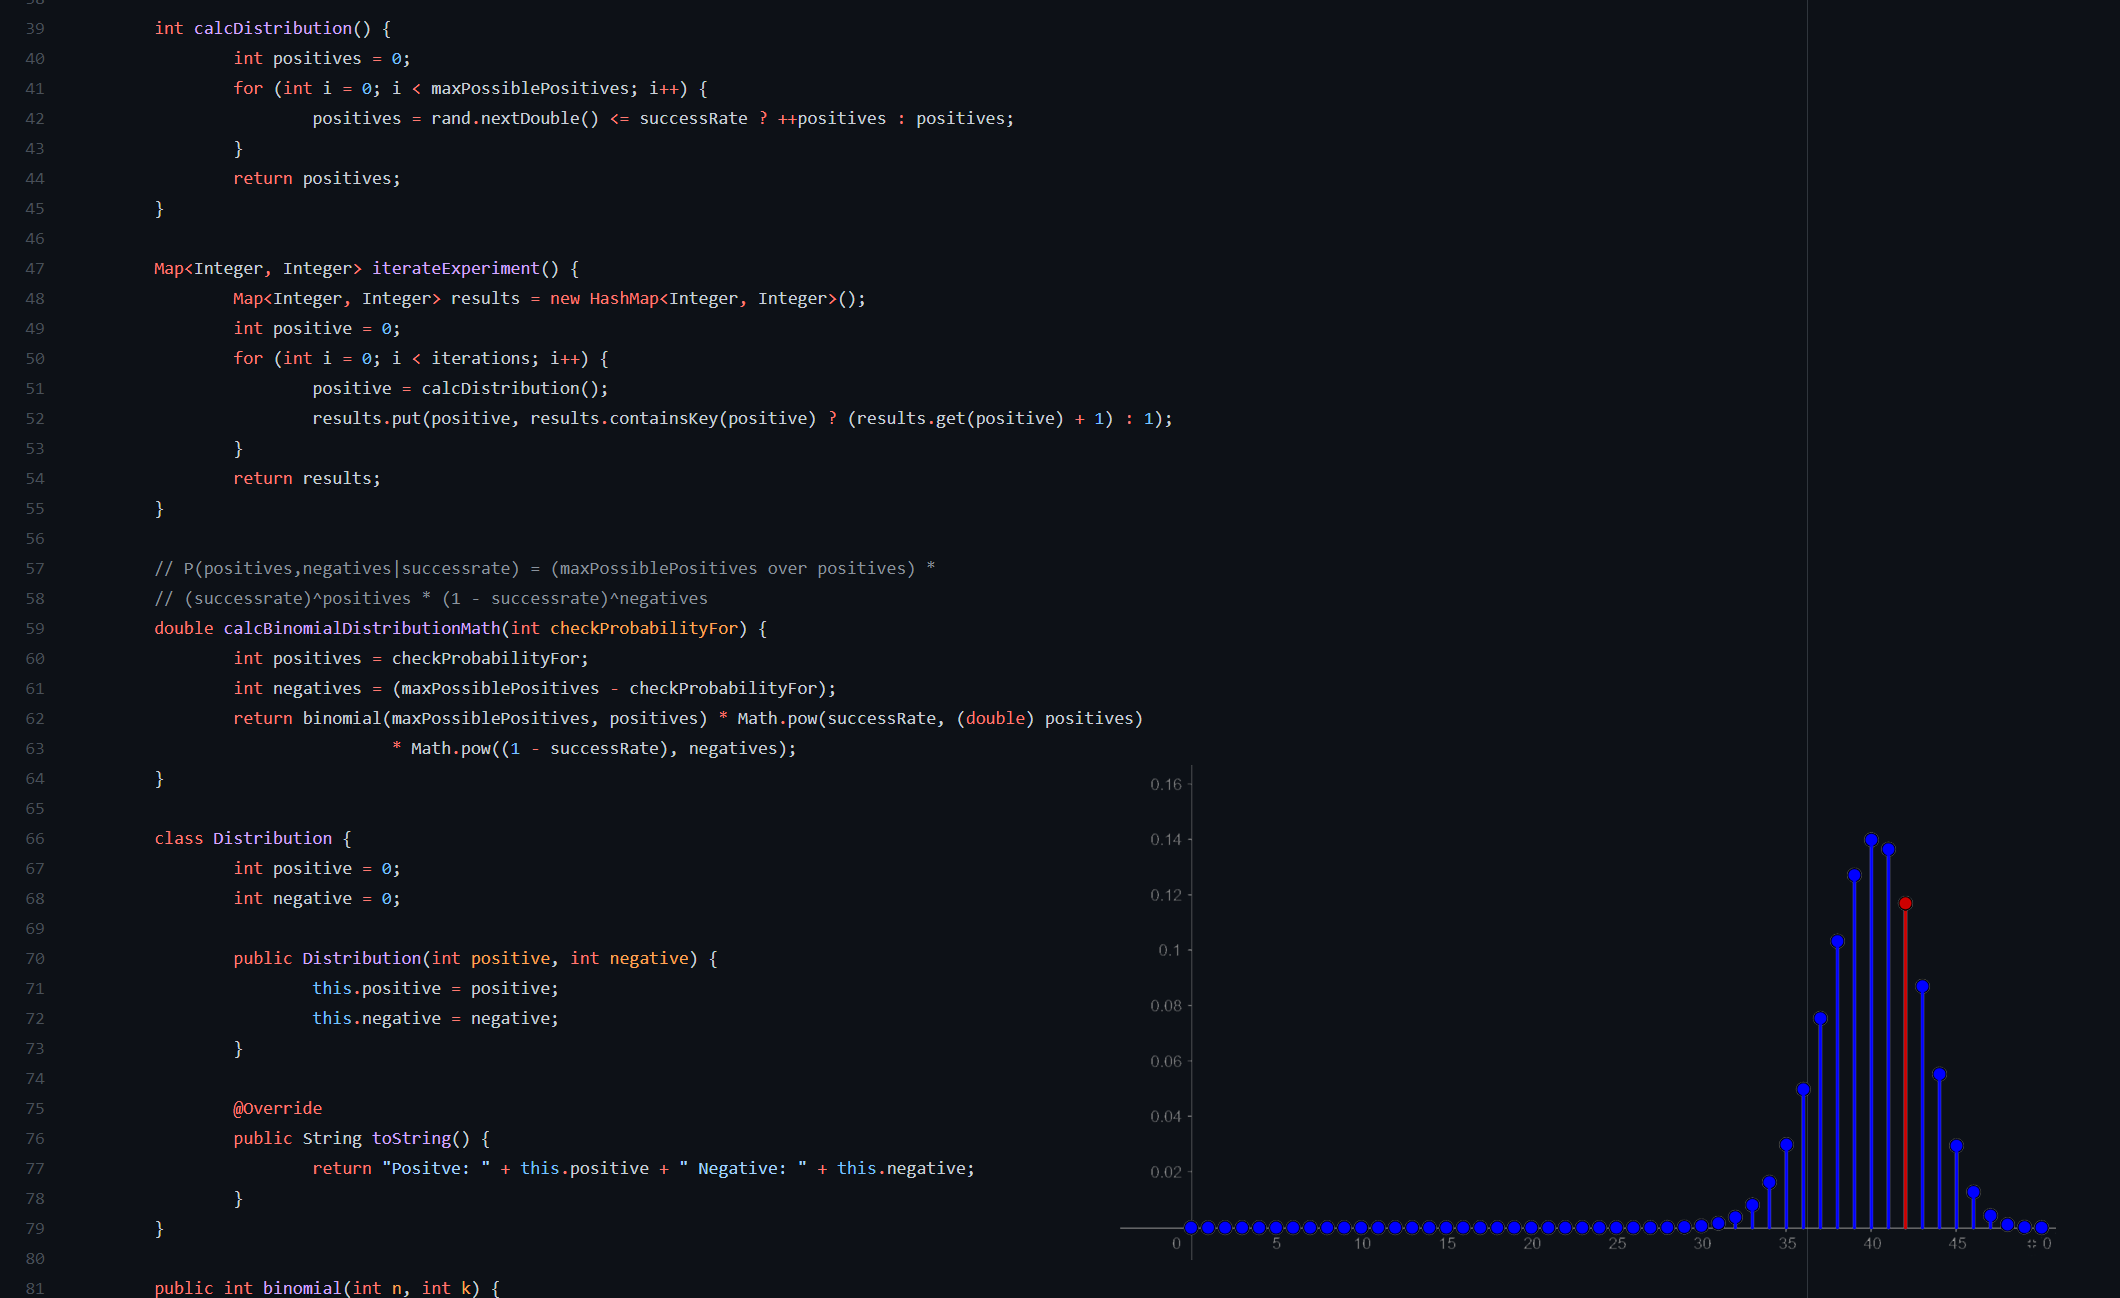 39 int calcDistribution() {
40 int positives = 0;
41 for (int i = 0; i < maxPossiblePositives; i++) {
42 positives = rand.nextDouble() <= successRate ? ++positives : positives;
43 }
44 return positives;
45 }
46
47 Map<Integer, Integer> iterateExperiment() {
48 Map<Integer, Integer> results = new HashMap<Integer, Integer>();
49 int positive = 0;
50 for (int i = 0; i < iterations; i++) {
51 positive = calcDistribution();
52 results.put(positive, results.containsKey(positive) ? (results.get(positive) + 1) : 1);
53 }
54 return results;
55 }
56
57 // P(positives,negatives|successrate) = (maxPossiblePositives over positives) *
58 // (successrate)^positives * (1 - successrate)^negatives
59 double calcBinomialDistributionMath(int checkProbabilityFor) {
60 int positives = checkProbabilityFor;
61 int negatives = (maxPossiblePositives - checkProbabilityFor);
62 return binomial(maxPossiblePositives, positives) * Math.pow(successRate, (double) positives)
63 * Math.pow((1 - successRate), negatives);
64 }
65
66 class Distribution {
67 int positive = 0;
68 int negative = 0;
69
70 public Distribution(int positive, int negative) {
71 this.positive = positive;
72 this.negative = negative;
73 }
74
75 @Override
76 public String toString() {
77 return "Positve: " + this.positive + " Negative: " + this.negative;
78 }
79 }
80
81 public int binomial(int n, int k) {
0.16
0.14
0.12
0.1
0.08
0.06
0.04
0.02
0 5 10 15 20 25 30 35 40 45